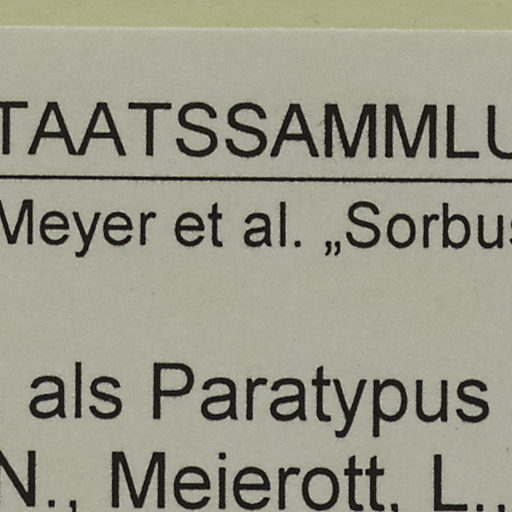 TAATSSAMMLU
Meyer et al. „Sorbus
als Paratypus
N., Meierott, L.,